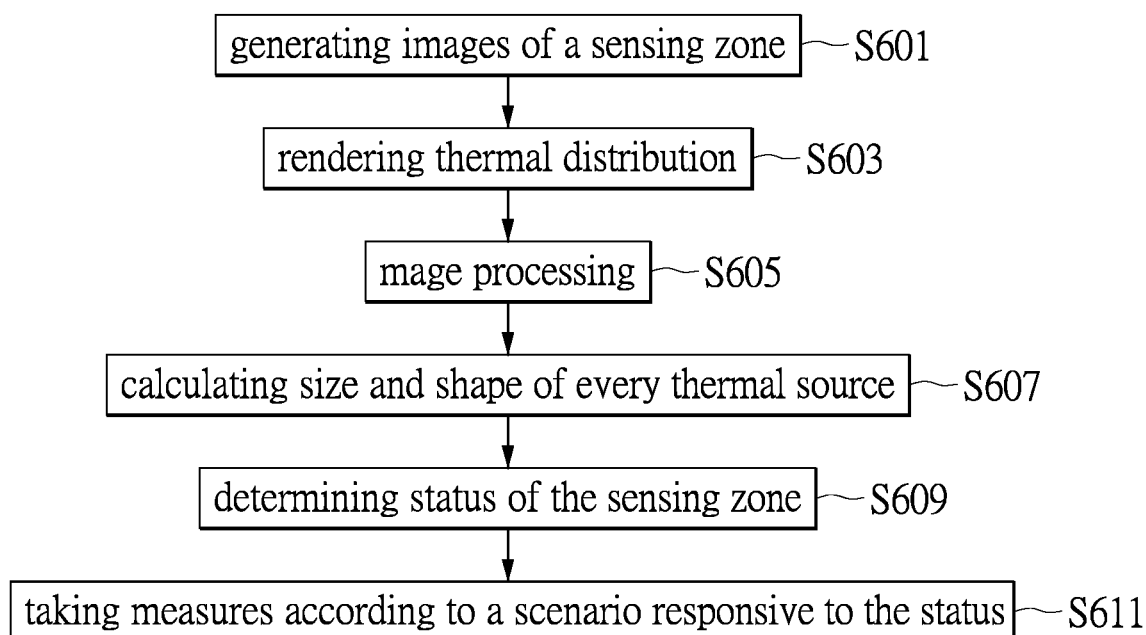 generating images of a sensing zone S601
rendering thermal distribution S603
mage processing S605
calculating size and shape of every thermal source S607
determining status of the sensing zone S609
taking measures according to a scenario responsive to the status S611